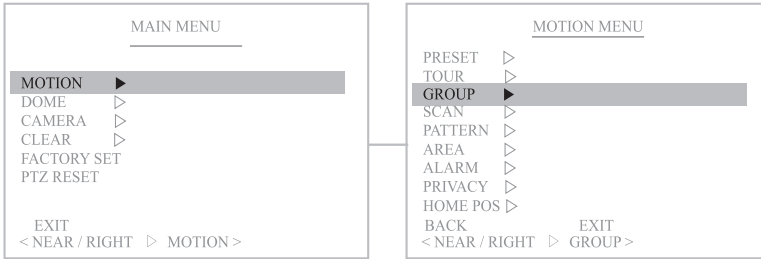 MAIN MENU
MOTION ▶
DOME ▷
CAMERA ▷
CLEAR ▷
FACTORY SET
PTZ RESET
EXIT
< NEAR / RIGHT ▷ MOTION >
MOTION MENU
PRESET ▷
TOUR ▷
GROUP ▶
SCAN ▷
PATTERN ▷
AREA ▷
ALARM ▷
PRIVACY ▷
HOME POS ▷
BACK EXIT
< NEAR / RIGHT ▷ GROUP >